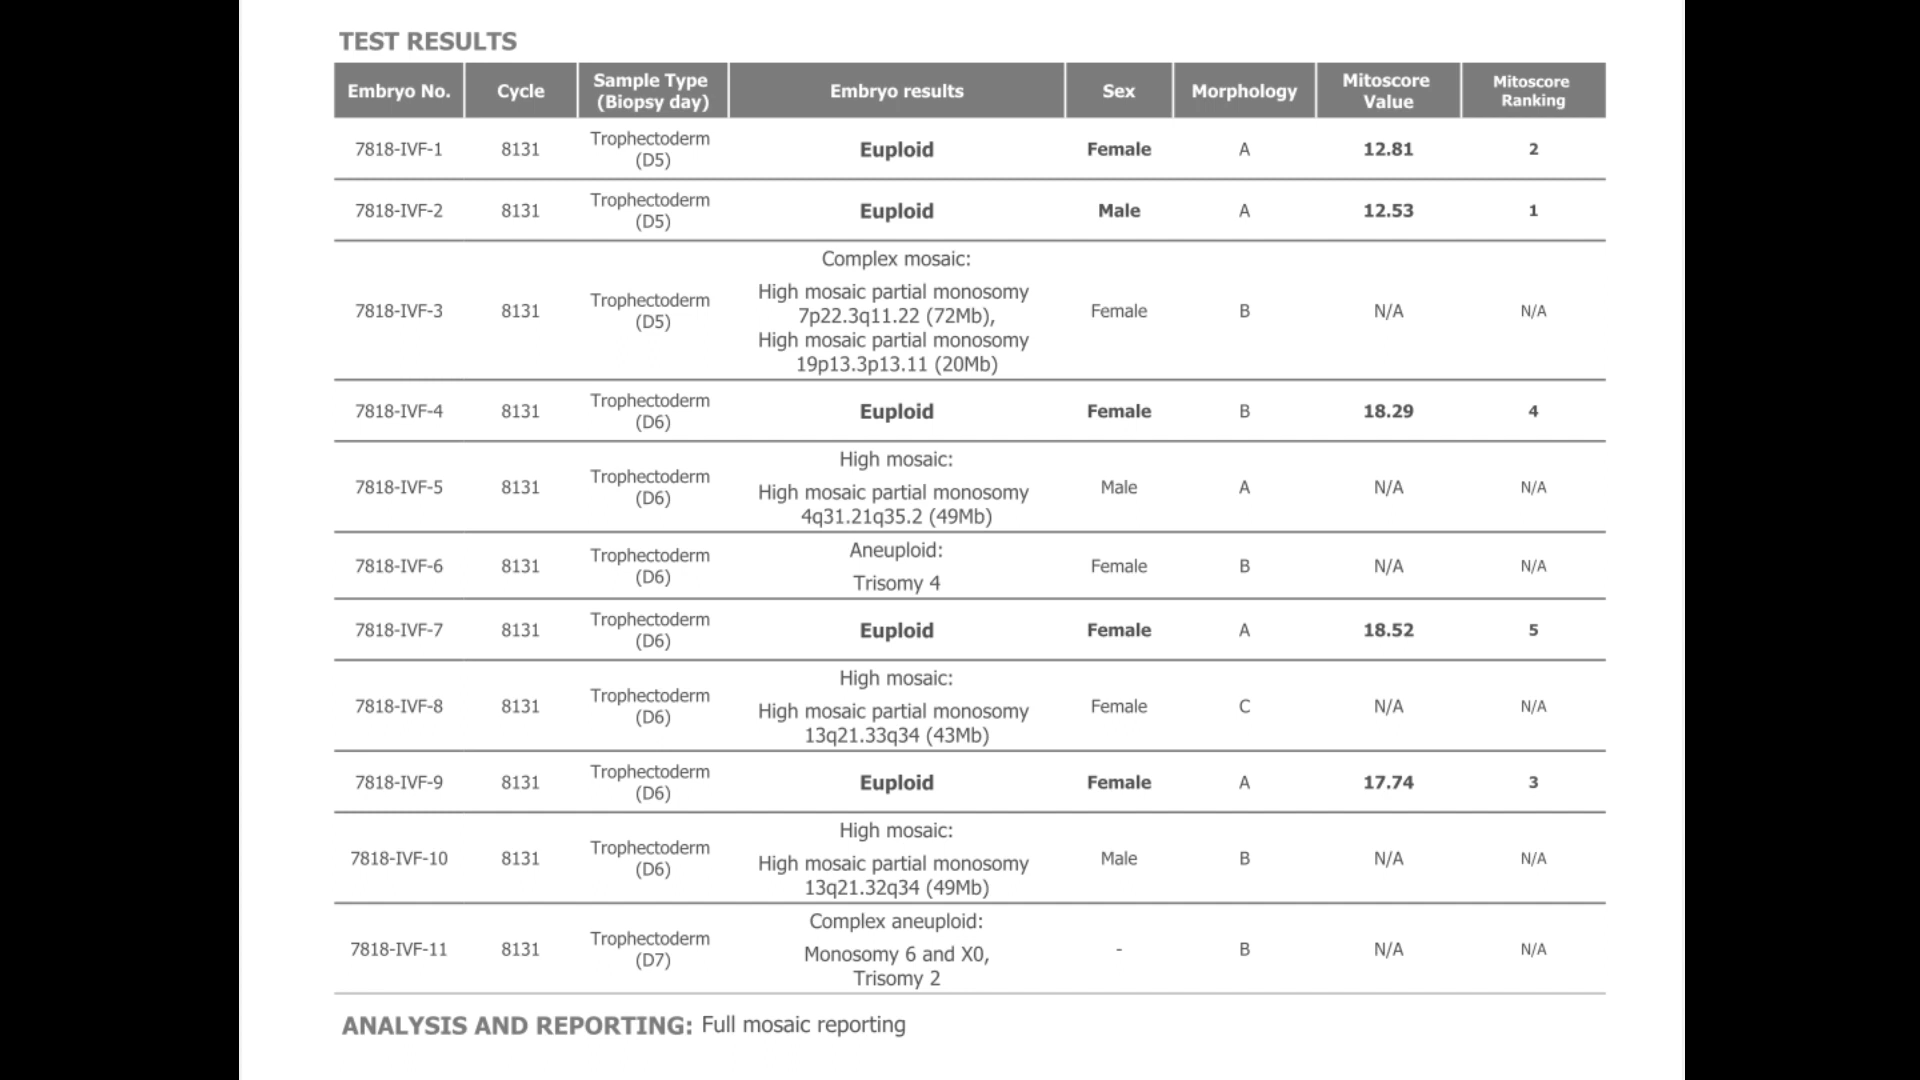 TEST RESULTS
Embryo No. Cycle Sample Type (Biopsy day) Embryo results Sex Morphology Mitoscore Value Mitoscore Ranking
7818-IVF-1 8131 Trophectoderm (D5) Euploid Female A 12.81 2
7818-IVF-2 8131 Trophectoderm (D5) Euploid Male A 12.53 1
7818-IVF-3 8131 Trophectoderm (D5) Complex mosaic: High mosaic partial monosomy 7p22.3q11.22 (72Mb), High mosaic partial monosomy 19p13.3p13.11 (20Mb) Female B N/A N/A
7818-IVF-4 8131 Trophectoderm (D6) Euploid Female B 18.29 4
7818-IVF-5 8131 Trophectoderm (D6) High mosaic: High mosaic partial monosomy 4q31.21q35.2 (49Mb) Male A N/A N/A
7818-IVF-6 8131 Trophectoderm (D6) Aneuploid: Trisomy 4 Female B N/A N/A
7818-IVF-7 8131 Trophectoderm (D6) Euploid Female A 18.52 5
7818-IVF-8 8131 Trophectoderm (D6) High mosaic: High mosaic partial monosomy 13q21.33q34 (43Mb) Female C N/A N/A
7818-IVF-9 8131 Trophectoderm (D6) Euploid Female A 17.74 3
7818-IVF-10 8131 Trophectoderm (D6) High mosaic: High mosaic partial monosomy 13q21.32q34 (49Mb) Male B N/A N/A
7818-IVF-11 8131 Trophectoderm (D7) Complex aneuploid: Monosomy 6 and X0, Trisomy 2 - B N/A N/A
ANALYSIS AND REPORTING: Full mosaic reporting